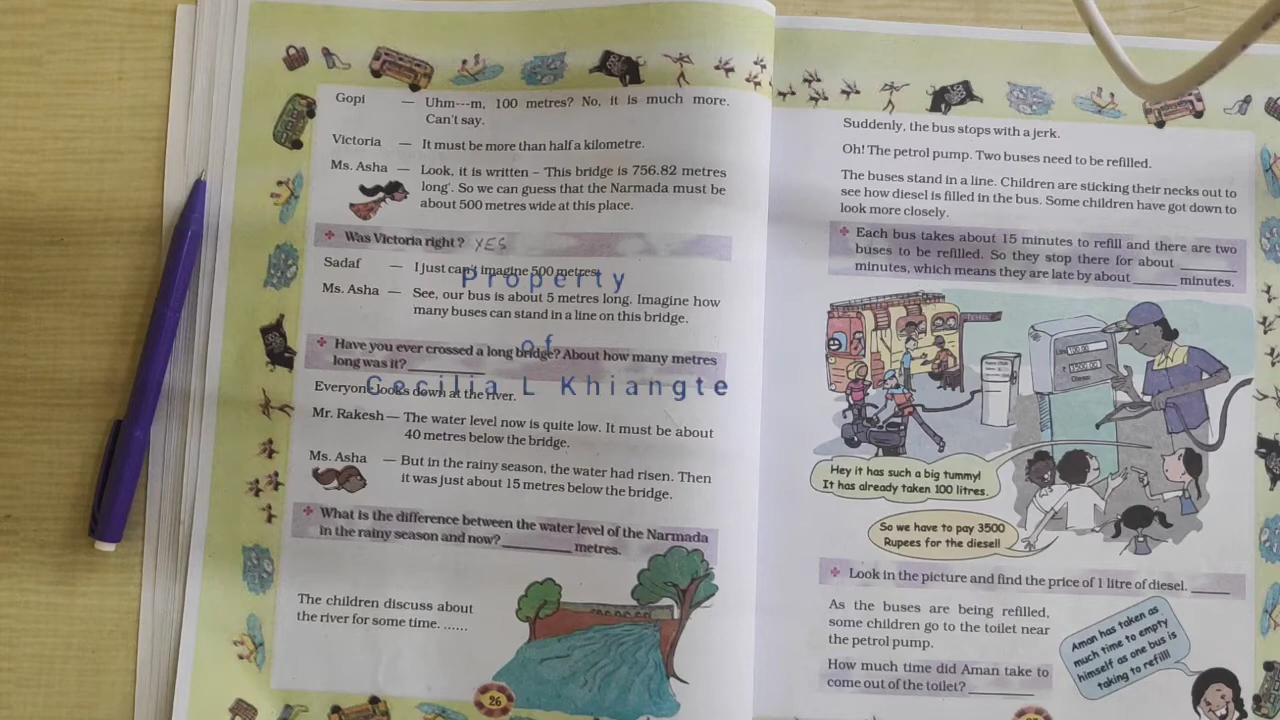 Gopi — Uhm---m, 100 metres? No, it is much more.
Can't say.
Victoria — It must be more than half a kilometre.
Ms. Asha — Look, it is written – This bridge is 756.82 metres
long'. So we can guess that the Narmada must be
about 500 metres wide at this place.
Was Victoria right? YES
Sadaf — I just can't imagine 500 metres!
Ms. Asha — See, our bus is about 5 metres long. Imagine how
many buses can stand in a line on this bridge.
Have you ever crossed a long bridge? About how many metres
long was it? ________
Everyone looks down at the river.
Mr. Rakesh — The water level now is quite low. It must be about
40 metres below the bridge.
Ms. Asha — But in the rainy season, the water had risen. Then
it was just about 15 metres below the bridge.
What is the difference between the water level of the Narmada
in the rainy season and now? ________ metres.
The children discuss about
the river for some time. ......
26
Property
of
Cecilia L Khiangte
Suddenly, the bus stops with a jerk.
Oh! The petrol pump. Two buses need to be refilled.
The buses stand in a line. Children are sticking their necks out to
see how diesel is filled in the bus. Some children have got down to
look more closely.
Each bus takes about 15 minutes to refill and there are two
buses to be refilled. So they stop there for about ________
minutes, which means they are late by about ______ minutes.
Hey it has such a big tummy!
It has already taken 100 litres.
So we have to pay 3500
Rupees for the diesel!
Look in the picture and find the price of 1 litre of diesel. _____
As the buses are being refilled,
some children go to the toilet near
the petrol pump.
How much time did Aman take to
come out of the toilet? ________
Aman has taken as
much time to empty
himself as one bus is
taking to refill!